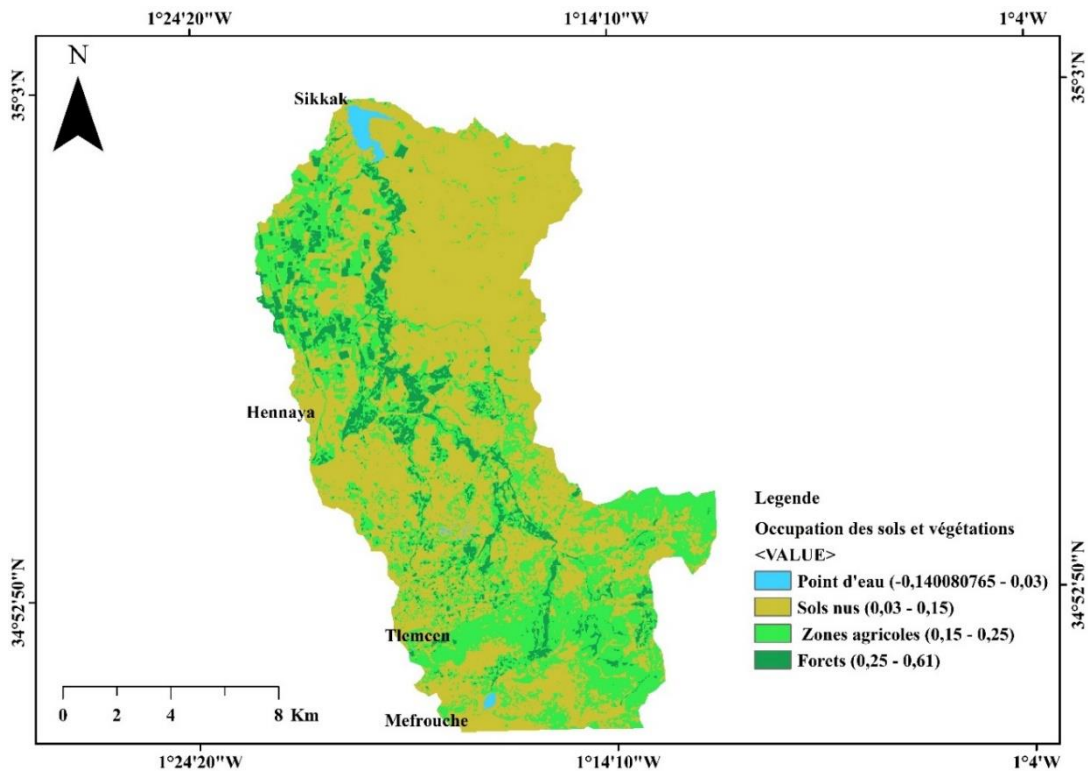 1°24'20"W
1°14'10"W
1°4'W
N
35°3'N
35°3'N
Sikkak
Hennaya
Legende
Occupation des sols et végétations
<VALUE>
Point d'eau (-0,140080765 - 0,03)
Sols nus (0,03 - 0,15)
Zones agricoles (0,15 - 0,25)
Forets (0,25 - 0,61)
34°52'50"N
34°52'50"N
Tlemcen
Mefrouche
0 2 4 8 Km
1°24'20"W
1°14'10"W
1°4'W